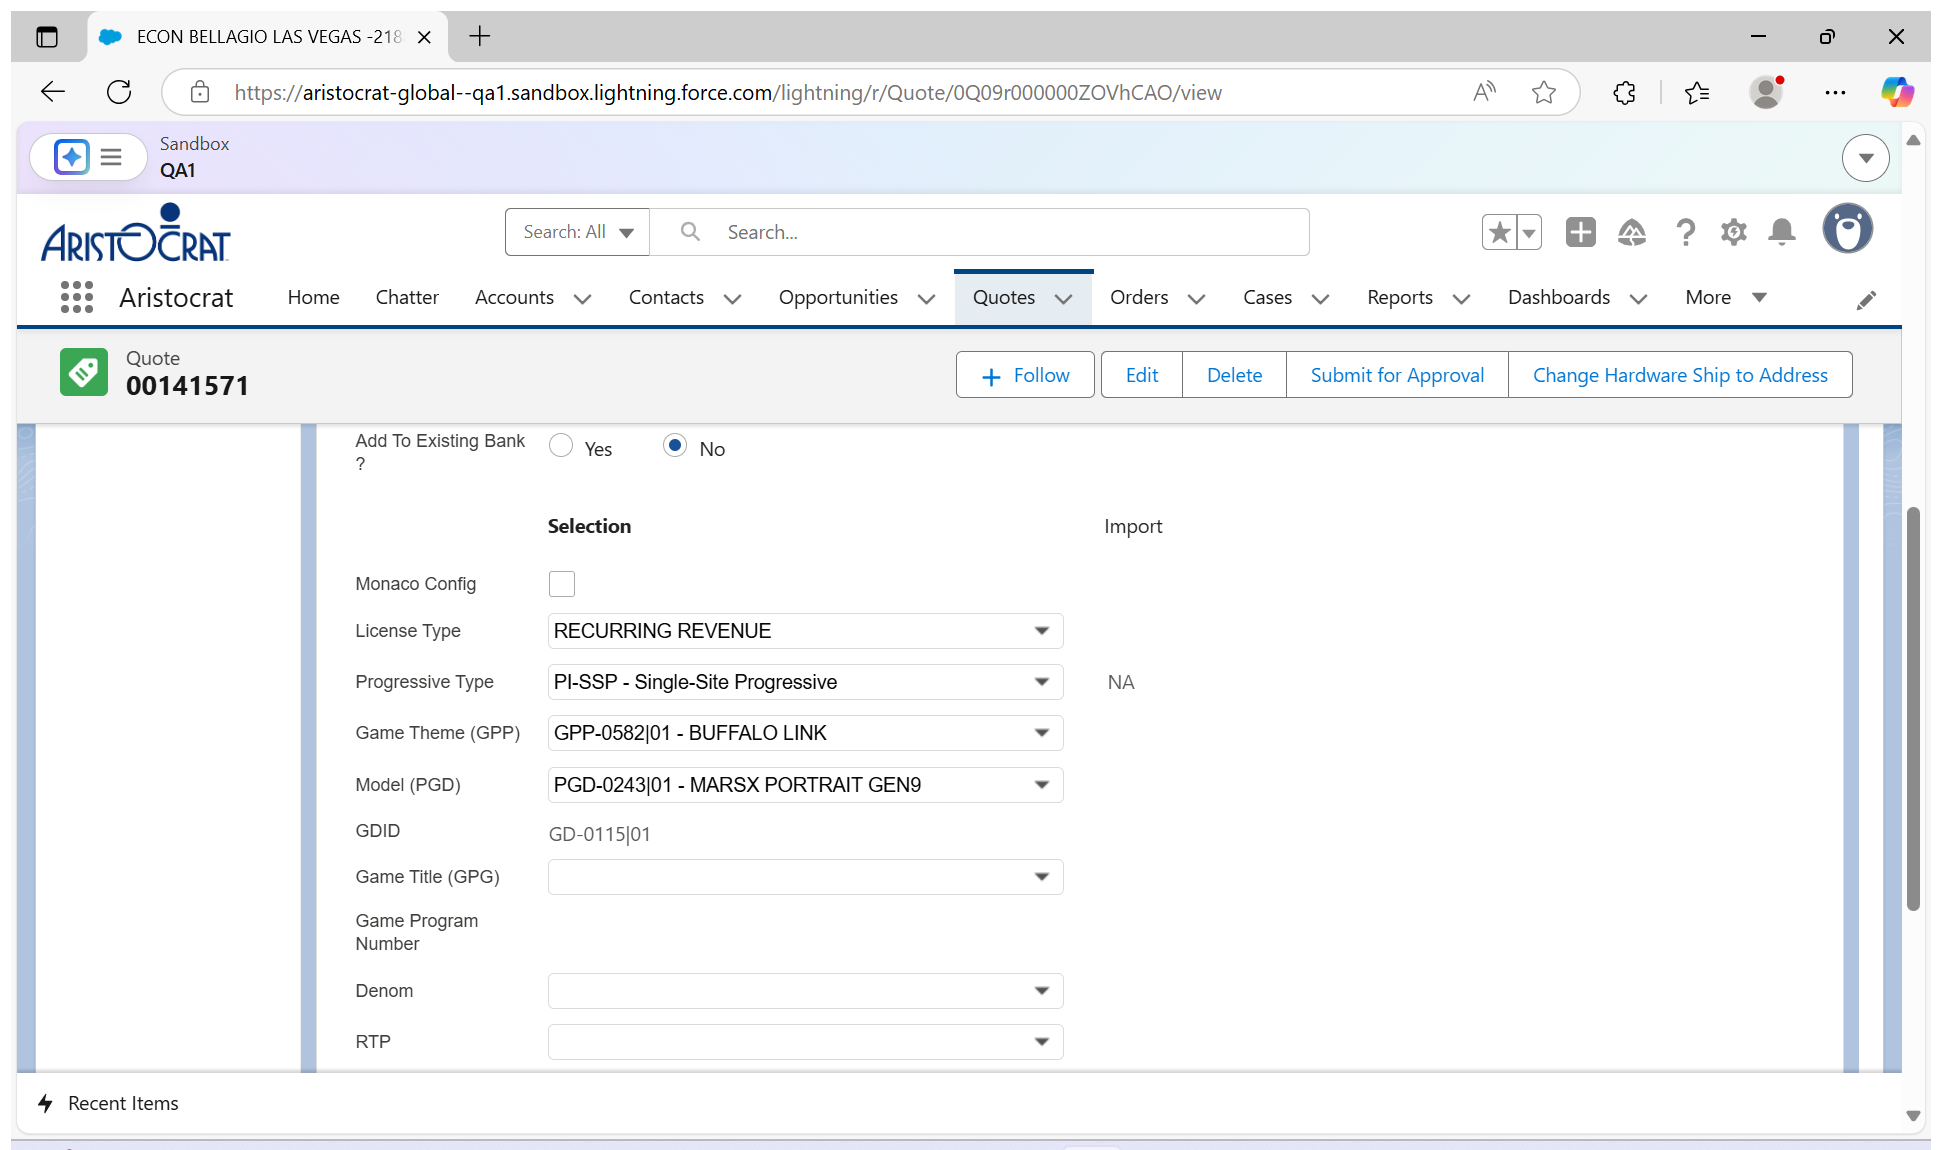 ECON BELLAGIO LAS VEGAS -218
https://aristocrat-global--qa1.sandbox.lightning.force.com/lightning/r/Quote/0Q09r000000ZOVhCAO/view
Sandbox
QA1
ARISTOCRAT
Search: All
Search...
Aristocrat
Home
Chatter
Accounts
Contacts
Opportunities
Quotes
Orders
Cases
Reports
Dashboards
More
Quote
00141571
+ Follow
Edit
Delete
Submit for Approval
Change Hardware Ship to Address
Add To Existing Bank
?
Yes
No
Selection
Import
Monaco Config
License Type
RECURRING REVENUE
Progressive Type
PI-SSP - Single-Site Progressive
NA
Game Theme (GPP)
GPP-0582|01 - BUFFALO LINK
Model (PGD)
PGD-0243|01 - MARSX PORTRAIT GEN9
GDID
GD-0115|01
Game Title (GPG)
Game Program
Number
Denom
RTP
Recent Items